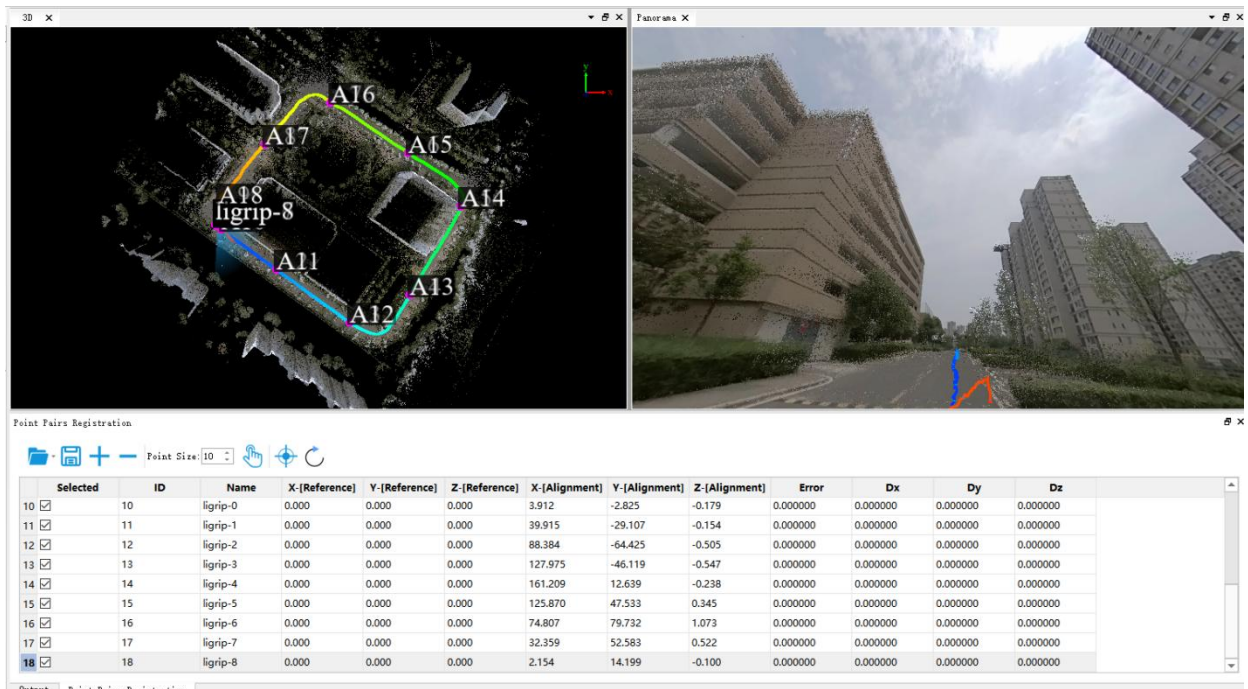 3D
Panorama
Y
X
A16
A17
A15
A18
ligrip-8
A14
A11
A13
A12
Point Pairs Registration
Point Size: 10
Selected ID Name X-[Reference] Y-[Reference] Z-[Reference] X-[Alignment] Y-[Alignment] Z-[Alignment] Error Dx Dy Dz
10 10 ligrip-0 0.000 0.000 0.000 3.912 -2.825 -0.179 0.000000 0.000000 0.000000 0.000000
11 11 ligrip-1 0.000 0.000 0.000 39.915 -29.107 -0.154 0.000000 0.000000 0.000000 0.000000
12 12 ligrip-2 0.000 0.000 0.000 88.384 -64.425 -0.505 0.000000 0.000000 0.000000 0.000000
13 13 ligrip-3 0.000 0.000 0.000 127.975 -46.119 -0.547 0.000000 0.000000 0.000000 0.000000
14 14 ligrip-4 0.000 0.000 0.000 161.209 12.639 -0.238 0.000000 0.000000 0.000000 0.000000
15 15 ligrip-5 0.000 0.000 0.000 125.870 47.533 0.345 0.000000 0.000000 0.000000 0.000000
16 16 ligrip-6 0.000 0.000 0.000 74.807 79.732 1.073 0.000000 0.000000 0.000000 0.000000
17 17 ligrip-7 0.000 0.000 0.000 32.359 52.583 0.522 0.000000 0.000000 0.000000 0.000000
18 18 ligrip-8 0.000 0.000 0.000 2.154 14.199 -0.100 0.000000 0.000000 0.000000 0.000000